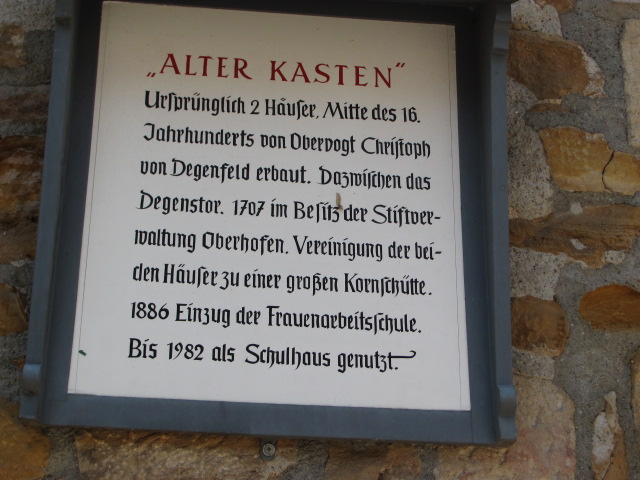 „ALTER KASTEN“
Urſprünglich 2 Häuſer, Mitte des 16.
Jahrhunderts von Obervogt Chriſtoph
von Degenfeld erbaut. Dazwiſchen das
Degenstor. 1707 im Beſitz der Stiftver-
waltung Oberhofen. Vereinigung der bei-
den Häuſer zu einer großen Kornſchütte.
1886 Einzug der Frauenarbeitsſchule.
Bis 1982 als Schulhaus genutzt.